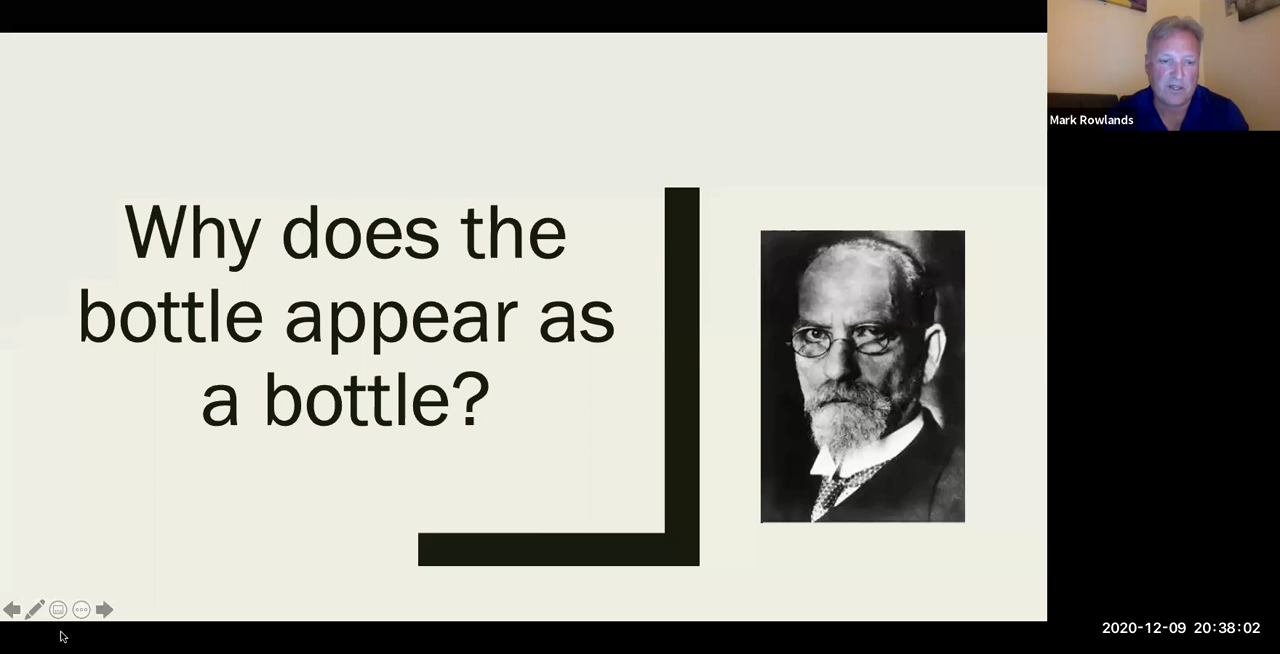 Why does the
bottle appear as
a bottle?
Mark Rowlands
2020-12-09 20:38:02